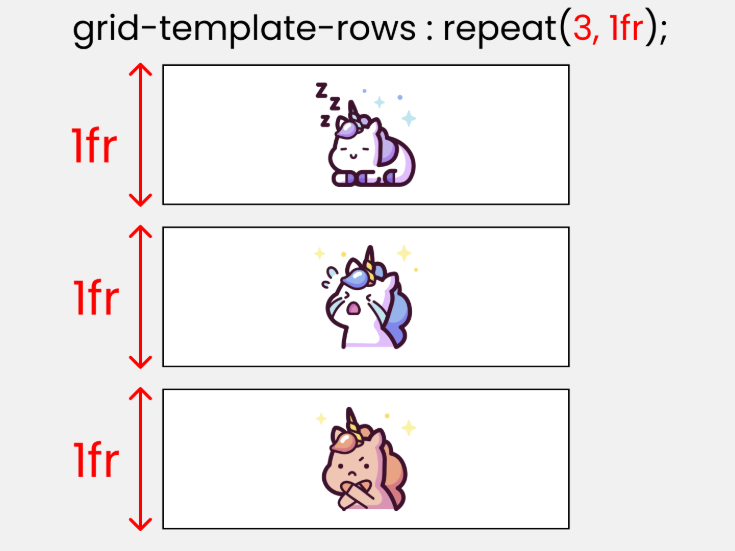 grid-template-rows : repeat(3, 1fr);
z
z
z
1fr
1fr
1fr